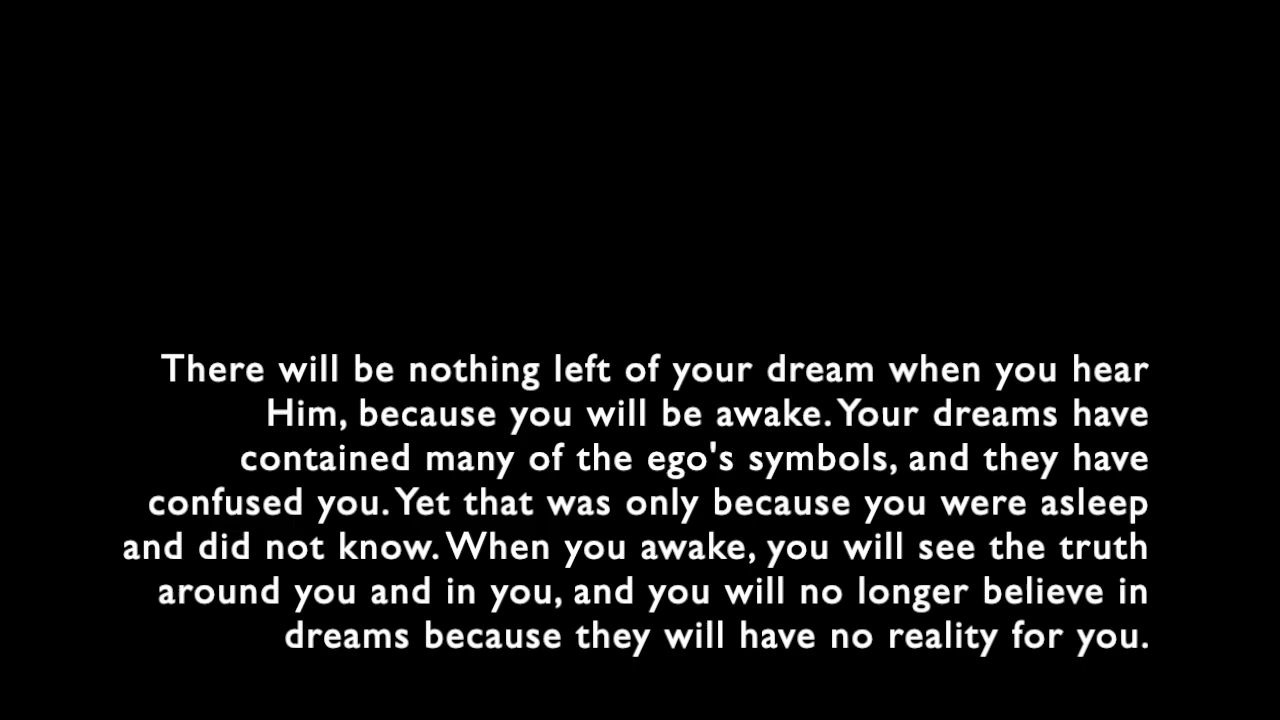 There will be nothing left of your dream when you hear
Him, because you will be awake. Your dreams have
contained many of the ego's symbols, and they have
confused you. Yet that was only because you were asleep
and did not know. When you awake, you will see the truth
around you and in you, and you will no longer believe in
dreams because they will have no reality for you.